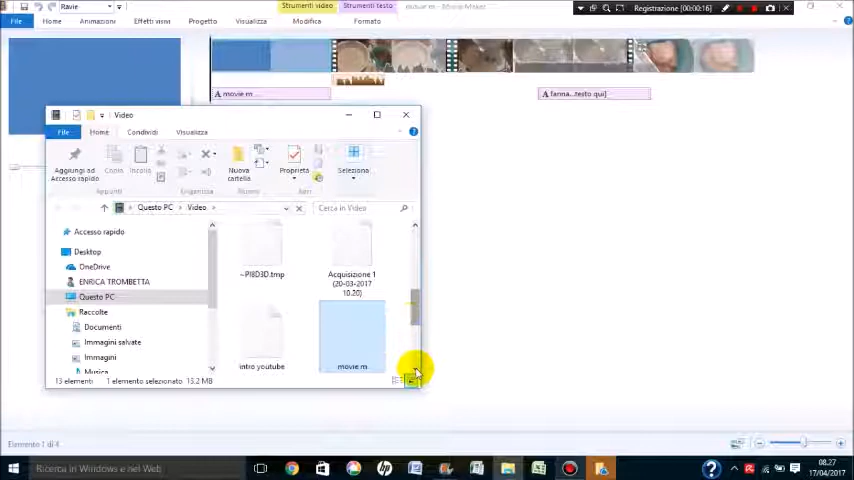 Ravie
Strumenti video
Strumenti testo
Registrazione [00:00:16]
File
Home
Animazioni
Effetti visivi
Progetto
Visualizza
Modifica
Formato
A movie m ...
A fanna...testo qui]
Video
File
Home
Condividi
Visualizza
Aggiungi ad Accesso rapido
Copia
Incolla
Nuova cartella
Proprietà
Seleziona
Appunti
Organizza
Apri
Questo PC
Video
Cerca in Video
Accesso rapido
Desktop
OneDrive
ENRICA TROMBETTA
Questo PC
Raccolte
Documenti
Immagini salvate
Immagini
Musica
~PI8D3D.tmp
Acquisizione 1
(20-03-2017
10.20)
intro youtube
movie m
13 elementi
1 elemento selezionato 13.2 MB
Elemento 1 di 4
Cerca in Windows e nel Web
08.27
17/04/2017